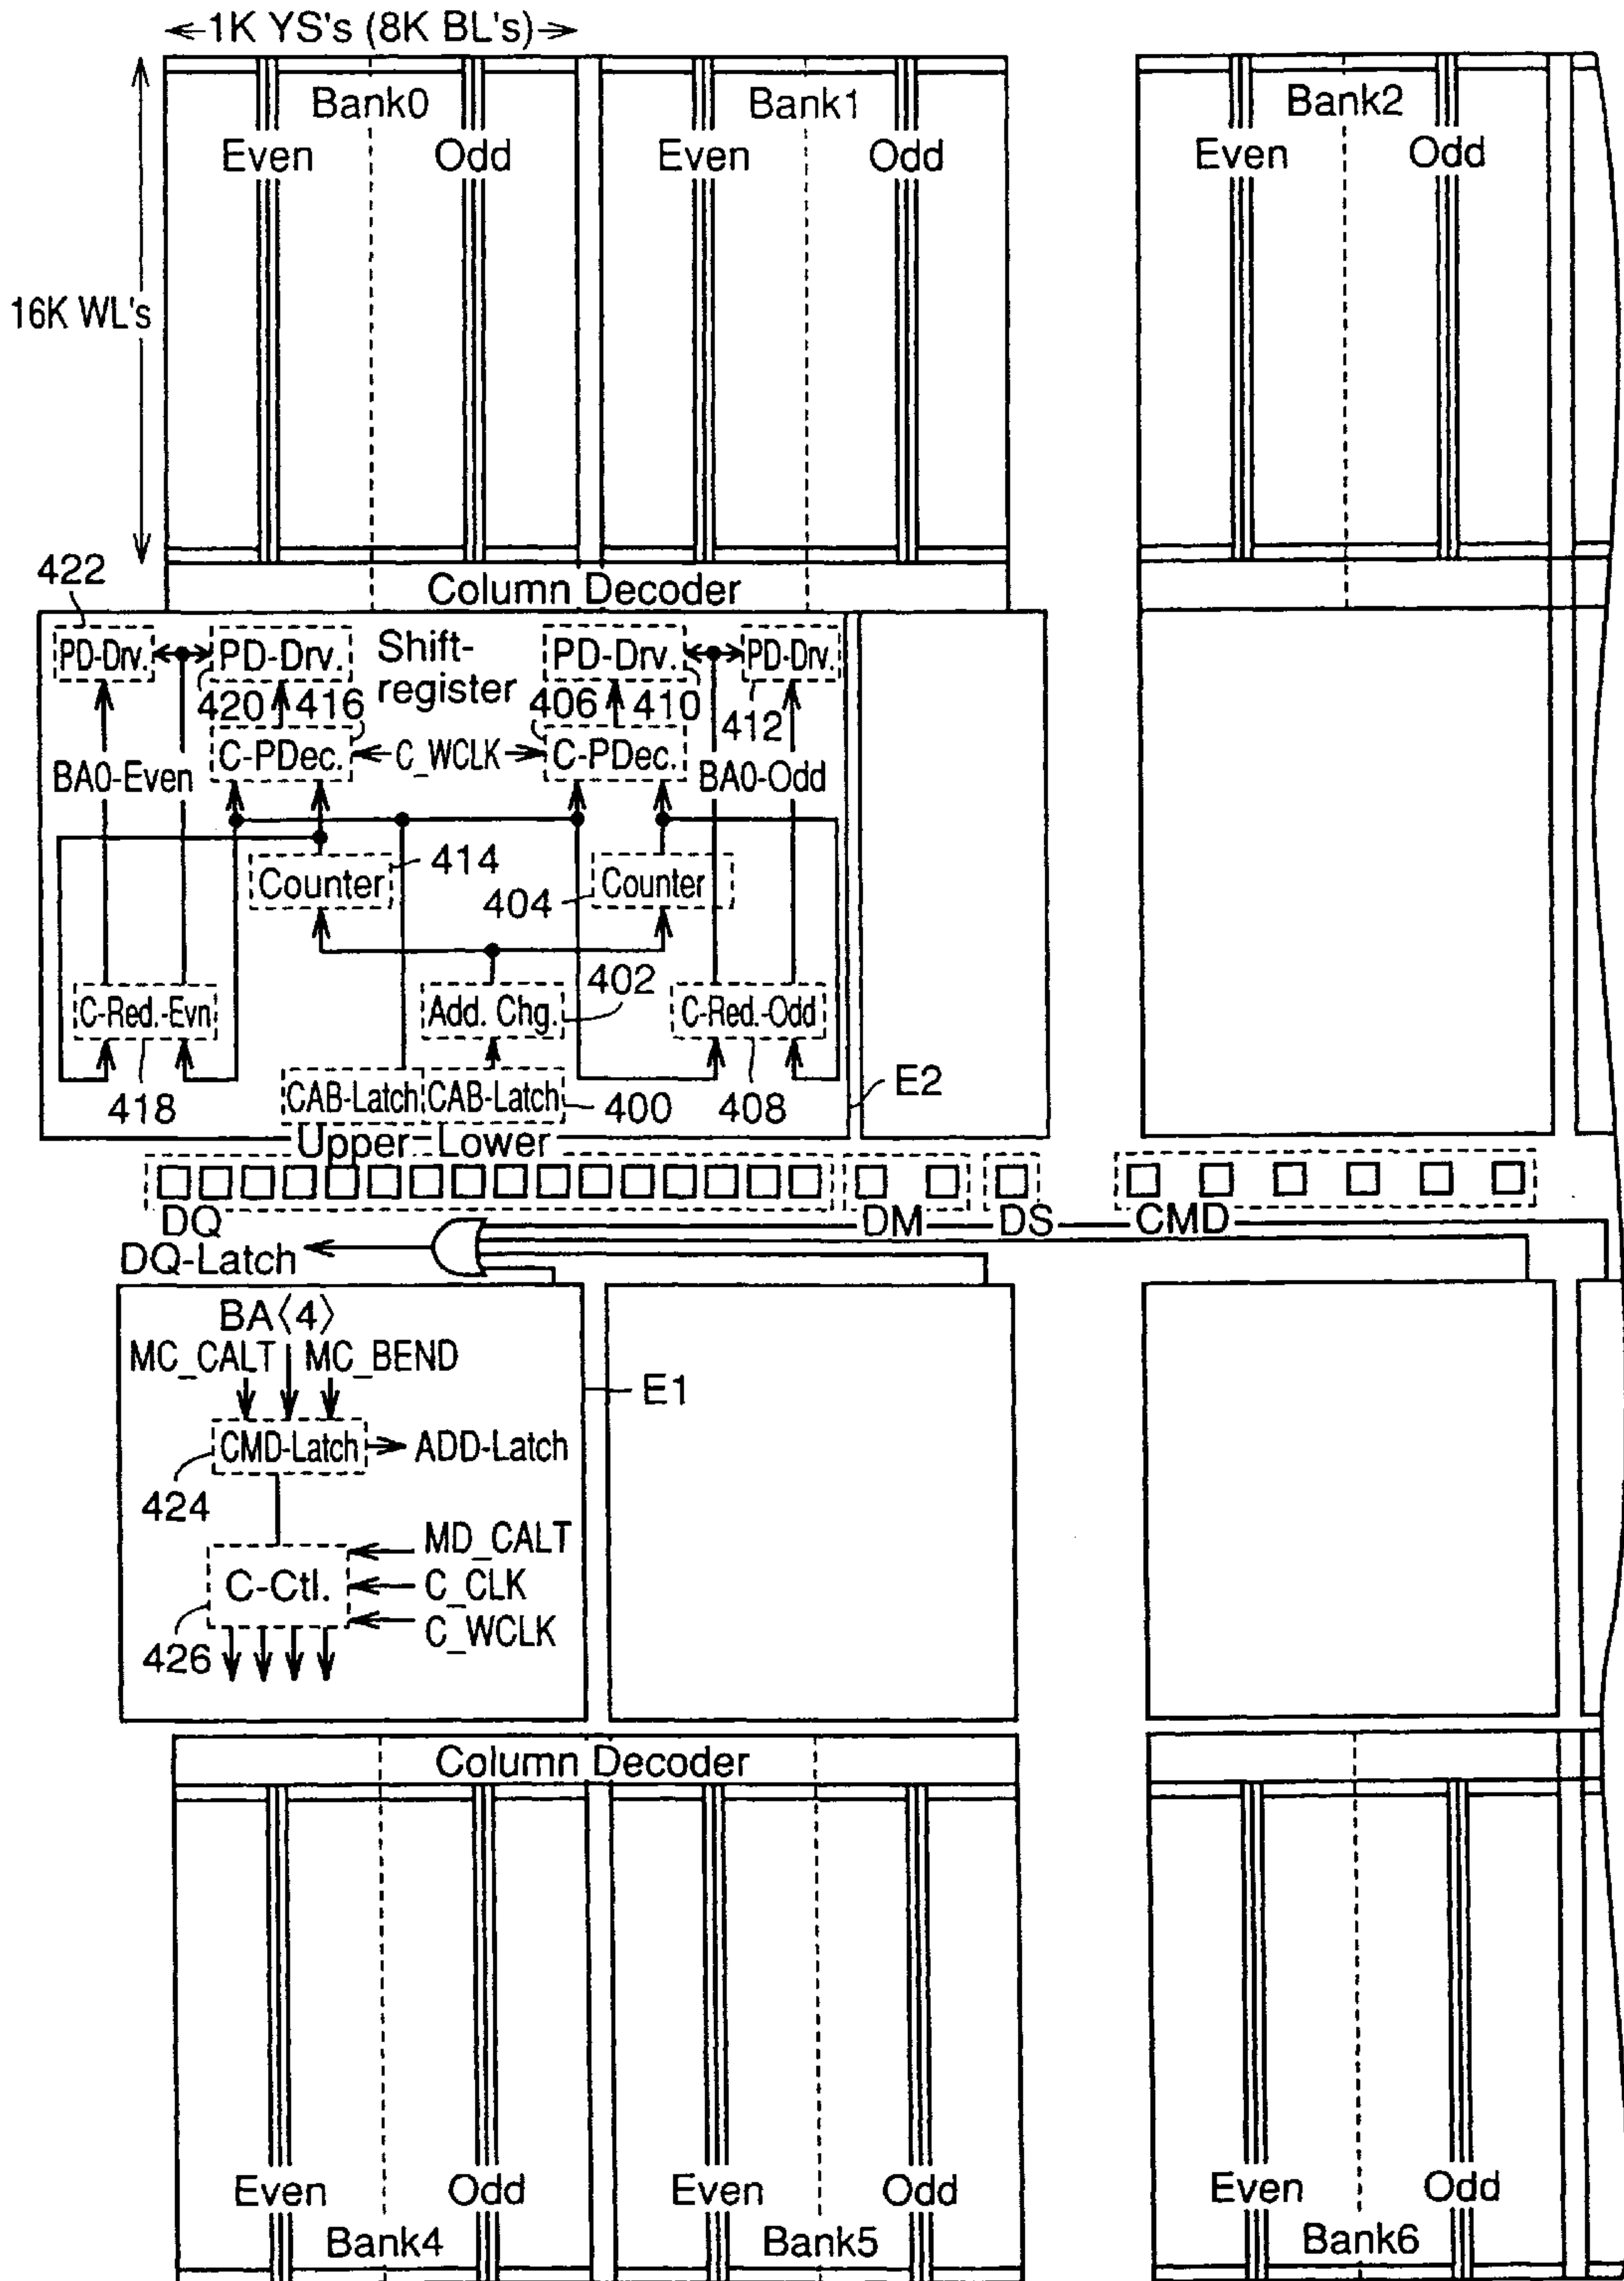 1K YS's (8K BL's)
Bank0 Bank1 Bank2
Even Odd Even Odd Even Odd
16K WL's
Column Decoder
422
PD-Drv. PD-Drv. Shift-register PD-Drv. PD-Drv.
420 416 406 410 412
C-PDec. C_WCLK C-PDec.
BA0-Even BA0-Odd
414
Counter 404 Counter
402
C-Red.-Evn Add. Chg. C-Red.-Odd
CAB-Latch CAB-Latch 400 408
418
E2
Upper Lower
DQ DM DS CMD
DQ-Latch
BA⟨4⟩
MC_CALT MC_BEND
E1
CMD-Latch ADD-Latch
424
MD_CALT
C-Ctl. C_CLK
C_WCLK
426
Column Decoder
Even Odd Even Odd Even Odd
Bank4 Bank5 Bank6